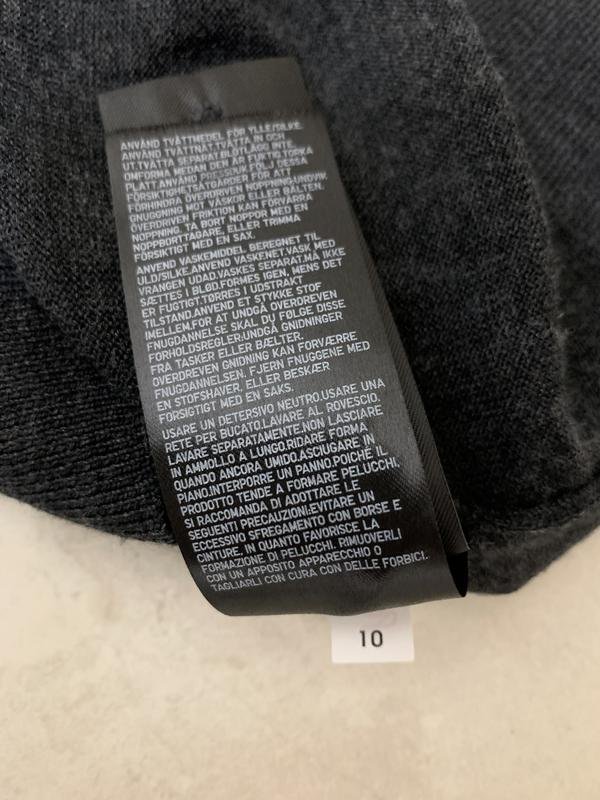 ANVÄND TVÄTTMEDEL FÖR YLLE/SILKE.
ANVÄND TVÄTTNÄT.TVÄTTA IN OCH
UT.TVÄTTA SEPARAT.BLÖTLÄGG INTE.
OMFORMA MEDAN DEN ÄR FUKTIG.TORKA
PLATT.ANVÄND PRESSDUK.FÖLJ DESSA
FÖRSIKTIGHETSÅTGÄRDER FÖR ATT
FÖRHINDRA ÖVERDRIVEN NOPPNING:UNDVIK
GNUGGNING MOT VÄSKOR ELLER BÄLTEN.
ÖVERDRIVEN FRIKTION KAN FÖRVÄRRA
NOPPNING. TA BORT NOPPOR MED EN
NOPPBORTTAGARE, ELLER TRIMMA
FÖRSIKTIGT MED EN SAX.
ANVEND VASKEMIDDEL BEREGNET TIL
ULD/SILKE.ANVEND VASKENET.VASK MED
VRANGEN UDAD.VASKES SEPARAT.MÅ IKKE
SÆTTES I BLØD.FORMES IGEN, MENS DET
ER FUGTIGT.TØRRES I UDSTRAKT
TILSTAND.ANVEND ET STYKKE STOF
IMELLEM.FOR AT UNDGÅ OVERDREVEN
FNUGDANNELSE SKAL DU FØLGE DISSE
FORHOLDSREGLER:UNDGÅ GNIDNINGER
FRA TASKER ELLER BÆLTER.
OVERDREVEN GNIDNING KAN FORVÆRRE
FNUGDANNELSEN. FJERN FNUGGENE MED
EN STOFSHAVER, ELLER BESKÆR
FORSIGTIGT MED EN SAKS.
USARE UN DETERSIVO NEUTRO.USARE UNA
RETE PER BUCATO.LAVARE AL ROVESCIO.
LAVARE SEPARATAMENTE.NON LASCIARE
IN AMMOLLO A LUNGO.RIDARE FORMA
QUANDO ANCORA UMIDO.ASCIUGARE IN
PIANO.INTERPORRE UN PANNO.POICHÉ IL
PRODOTTO TENDE A FORMARE PELUCCHI,
SI RACCOMANDA DI ADOTTARE LE
SEGUENTI PRECAUZIONI:EVITARE UN
ECCESSIVO SFREGAMENTO CON BORSE E
CINTURE, IN QUANTO FAVORISCE LA
FORMAZIONE DI PELUCCHI. RIMUOVERLI
CON UN APPOSITO APPARECCHIO O
TAGLIARLI CON CURA CON DELLE FORBICI.
10